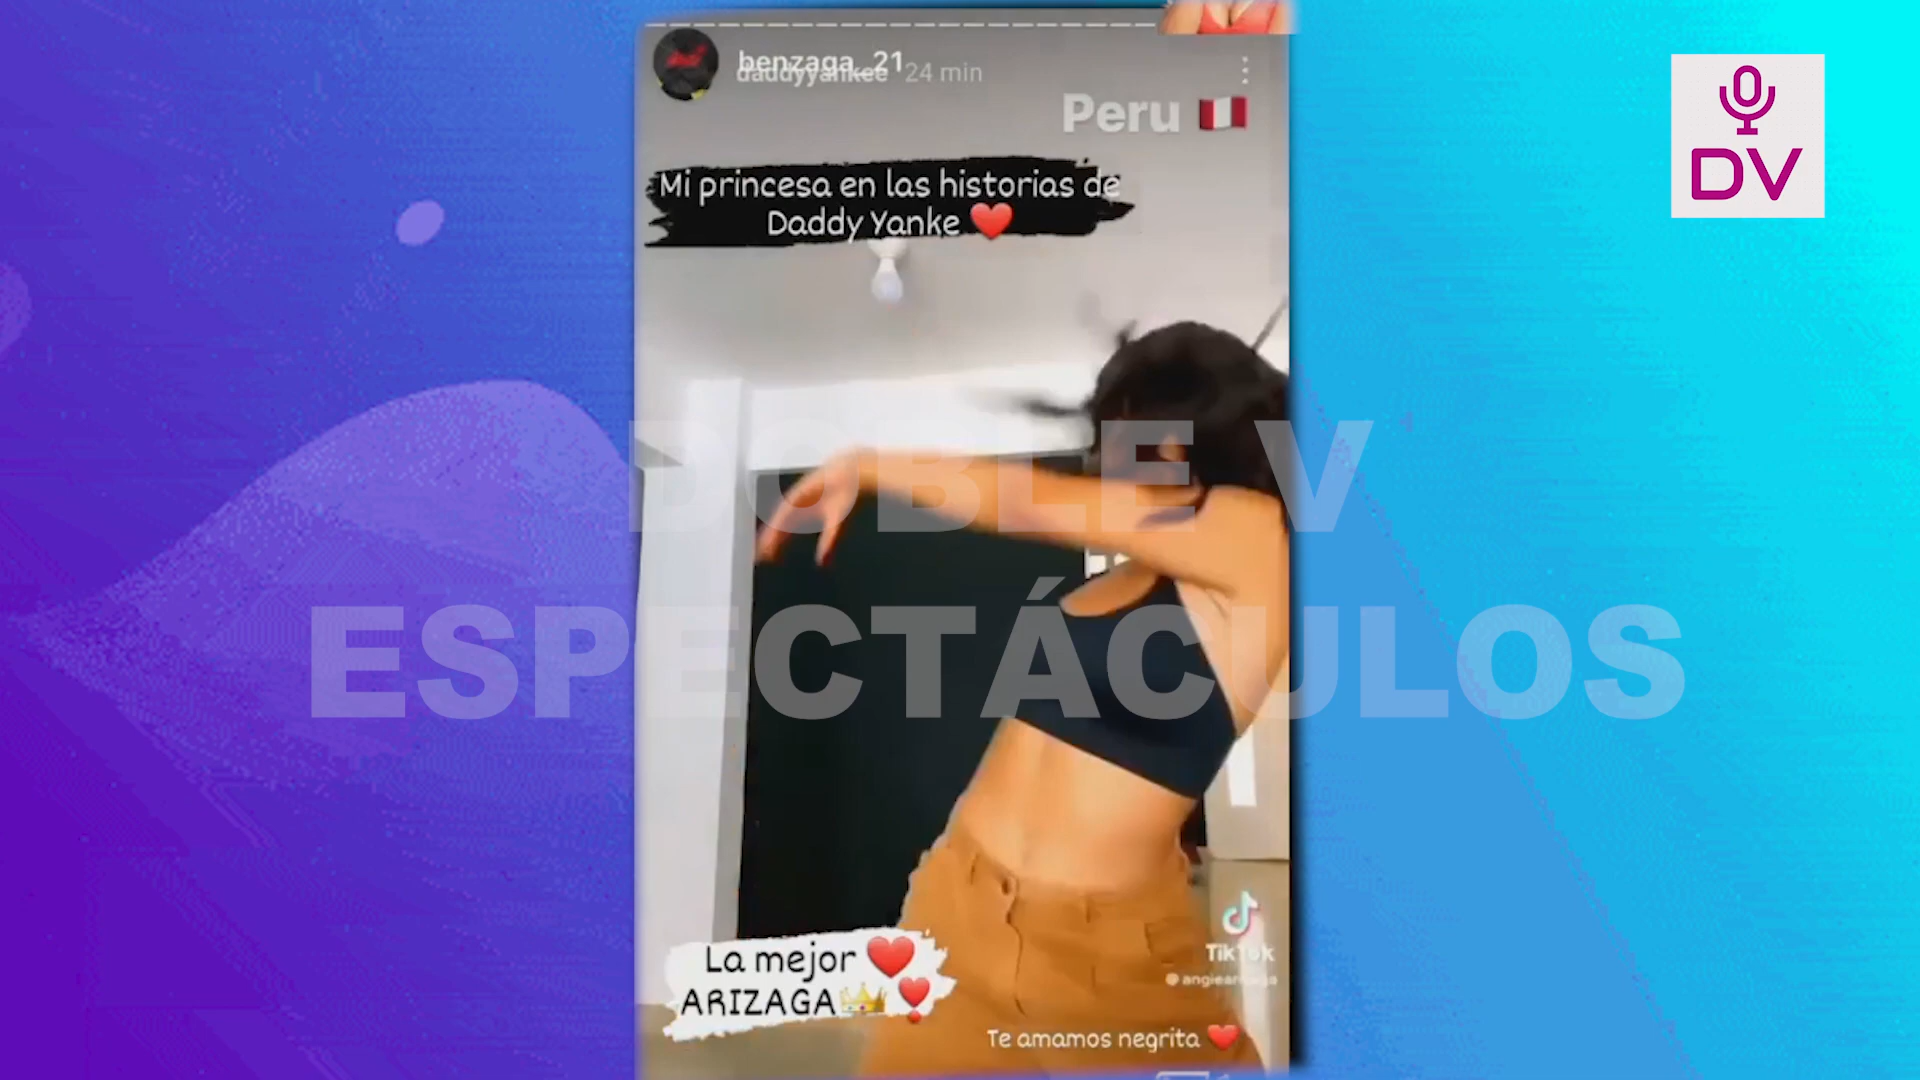 benzaga_21
daddyyankee 24 min
Peru
DV
Mi princesa en las historias de
Daddy Yanke
DOBLE V
ESPECTÁCULOS
La mejor
ARIZAGA
TikTok
Te amamos negrita